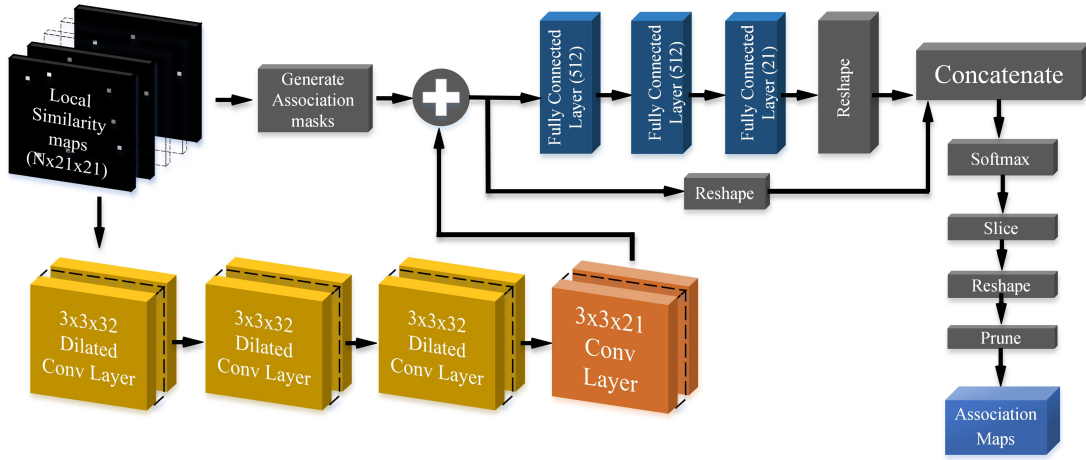 Local
Similarity
maps
(Nx21x21)
Generate
Association
masks
Fully Connected
Layer (512)
Fully Connected
Layer (512)
Fully Connected
Layer (21)
Reshape
Concatenate
Reshape
Softmax
Slice
Reshape
Prune
Association
Maps
3x3x32
Dilated
Conv Layer
3x3x32
Dilated
Conv Layer
3x3x32
Dilated
Conv Layer
3x3x21
Conv
Layer